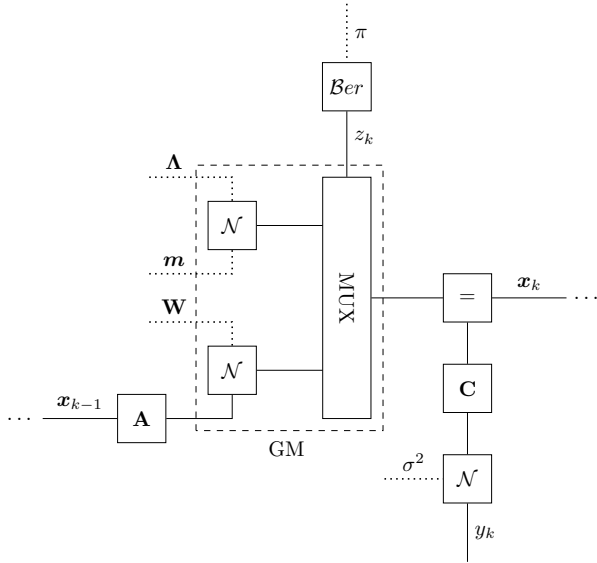 π
Ber
z_k
Λ
N
m
MUX
W
N
=
x_k
...
... x_{k−1}
A
C
GM
σ²
N
y_k